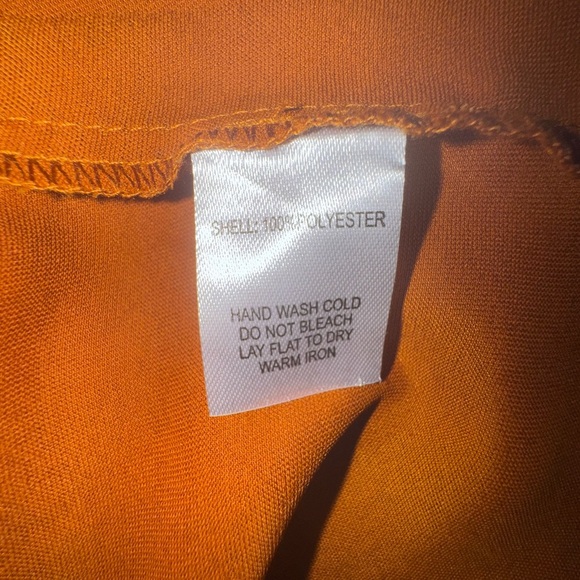 SHELL: 100% POLYESTER
HAND WASH COLD
DO NOT BLEACH
LAY FLAT TO DRY
WARM IRON